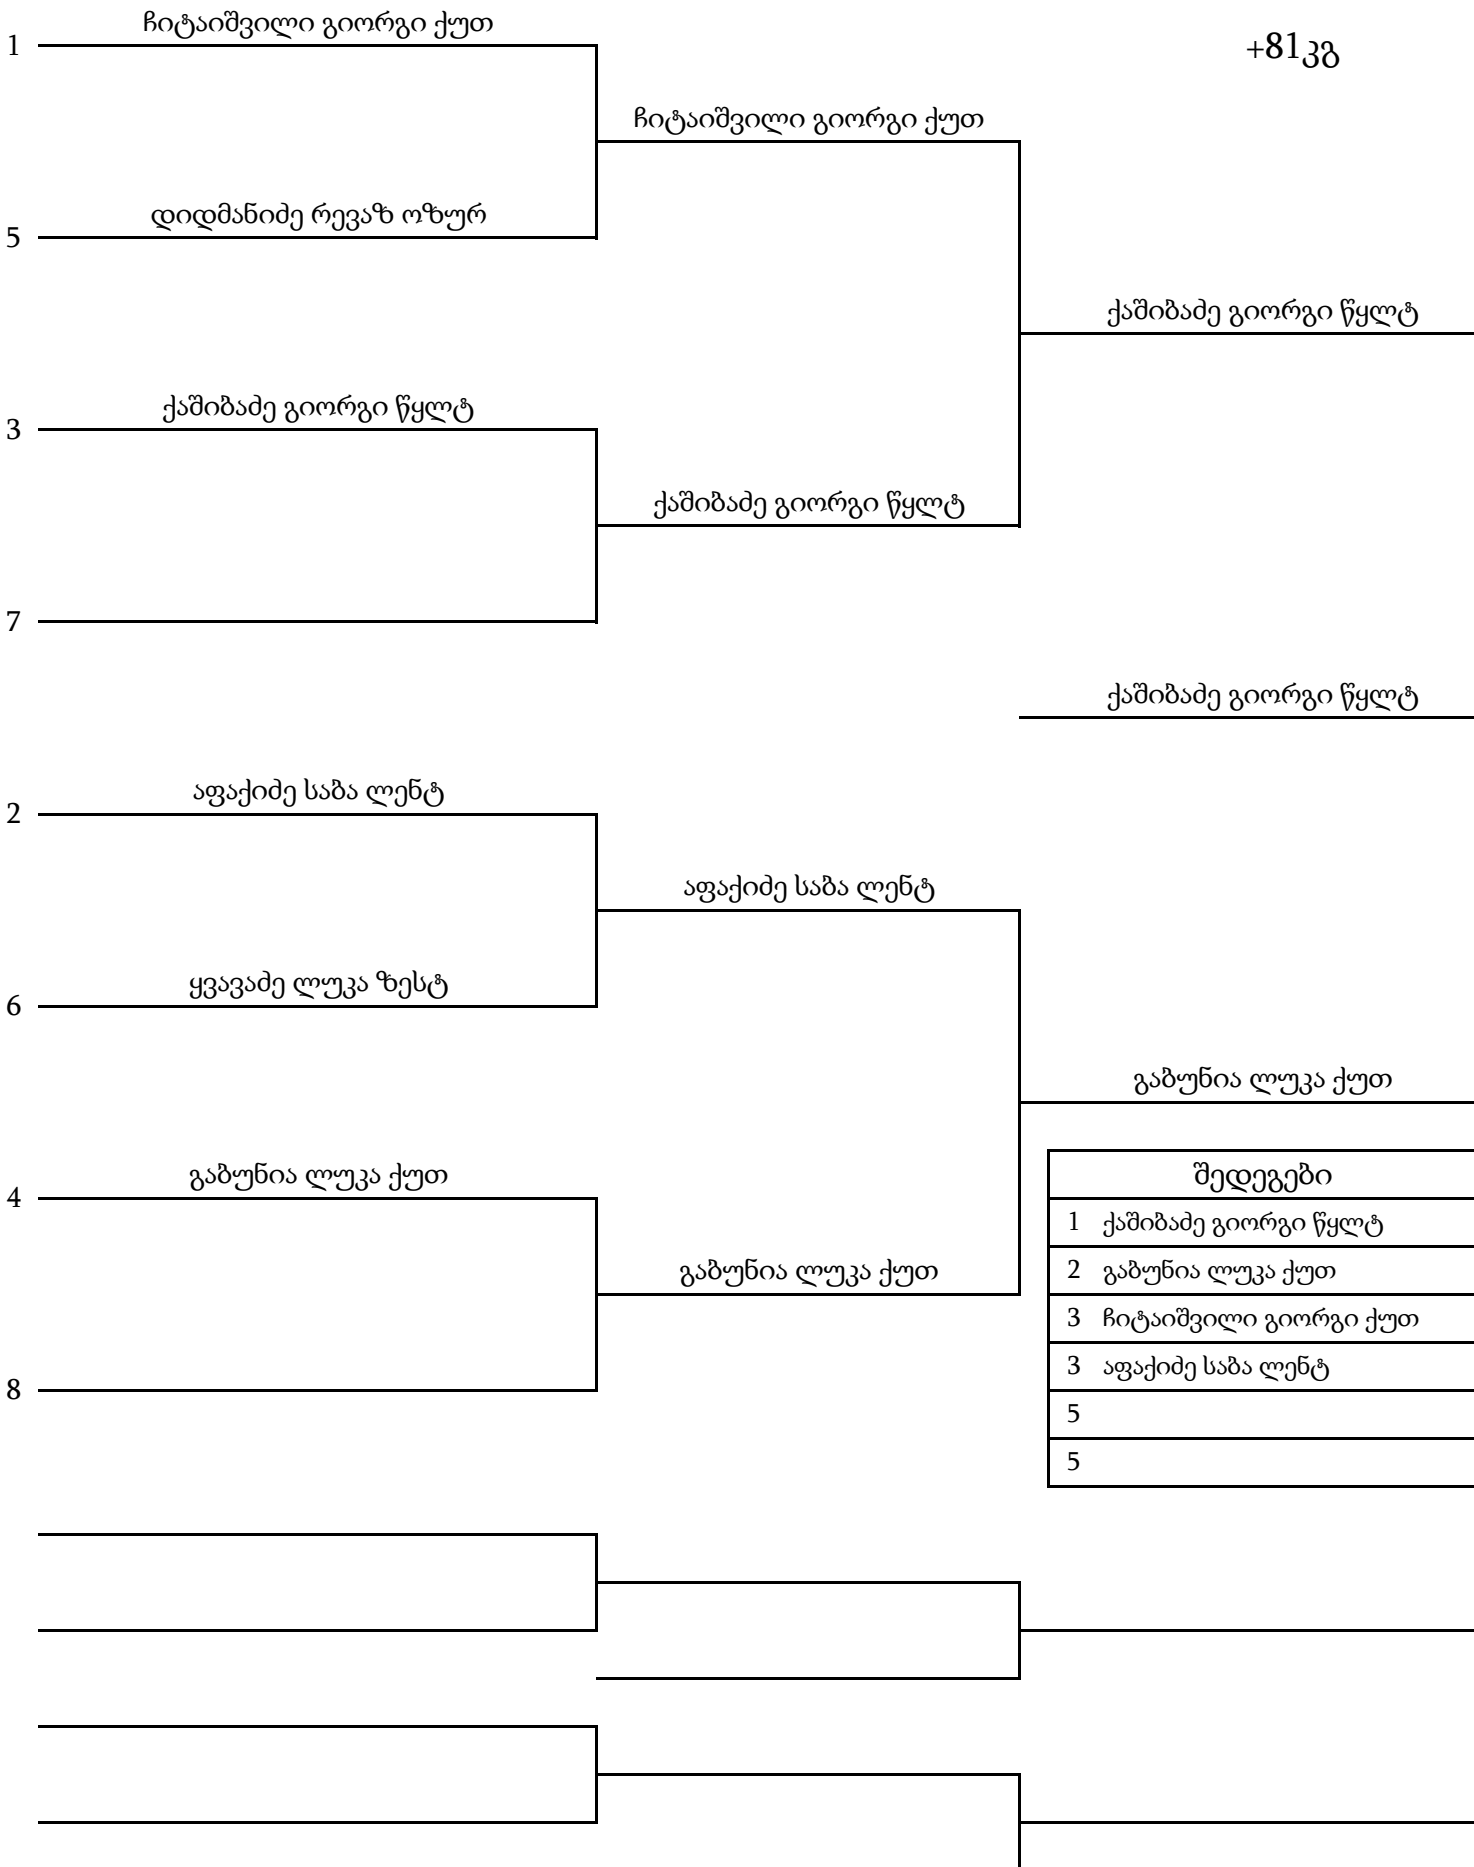 ჩიტაიშვილი გიორგი ქუთ
1
+81კგ
ჩიტაიშვილი გიორგი ქუთ
დიდმანიძე რევაზ ოზურ
5
ქაშიბაძე გიორგი წყლტ
ქაშიბაძე გიორგი წყლტ
3
ქაშიბაძე გიორგი წყლტ
7
ქაშიბაძე გიორგი წყლტ
აფაქიძე საბა ლენტ
2
აფაქიძე საბა ლენტ
ყვავაძე ლუკა ზესტ
6
გაბუნია ლუკა ქუთ
გაბუნია ლუკა ქუთ
4
გაბუნია ლუკა ქუთ
8
შედეგები
1 ქაშიბაძე გიორგი წყლტ
2 გაბუნია ლუკა ქუთ
3 ჩიტაიშვილი გიორგი ქუთ
3 აფაქიძე საბა ლენტ
5
5